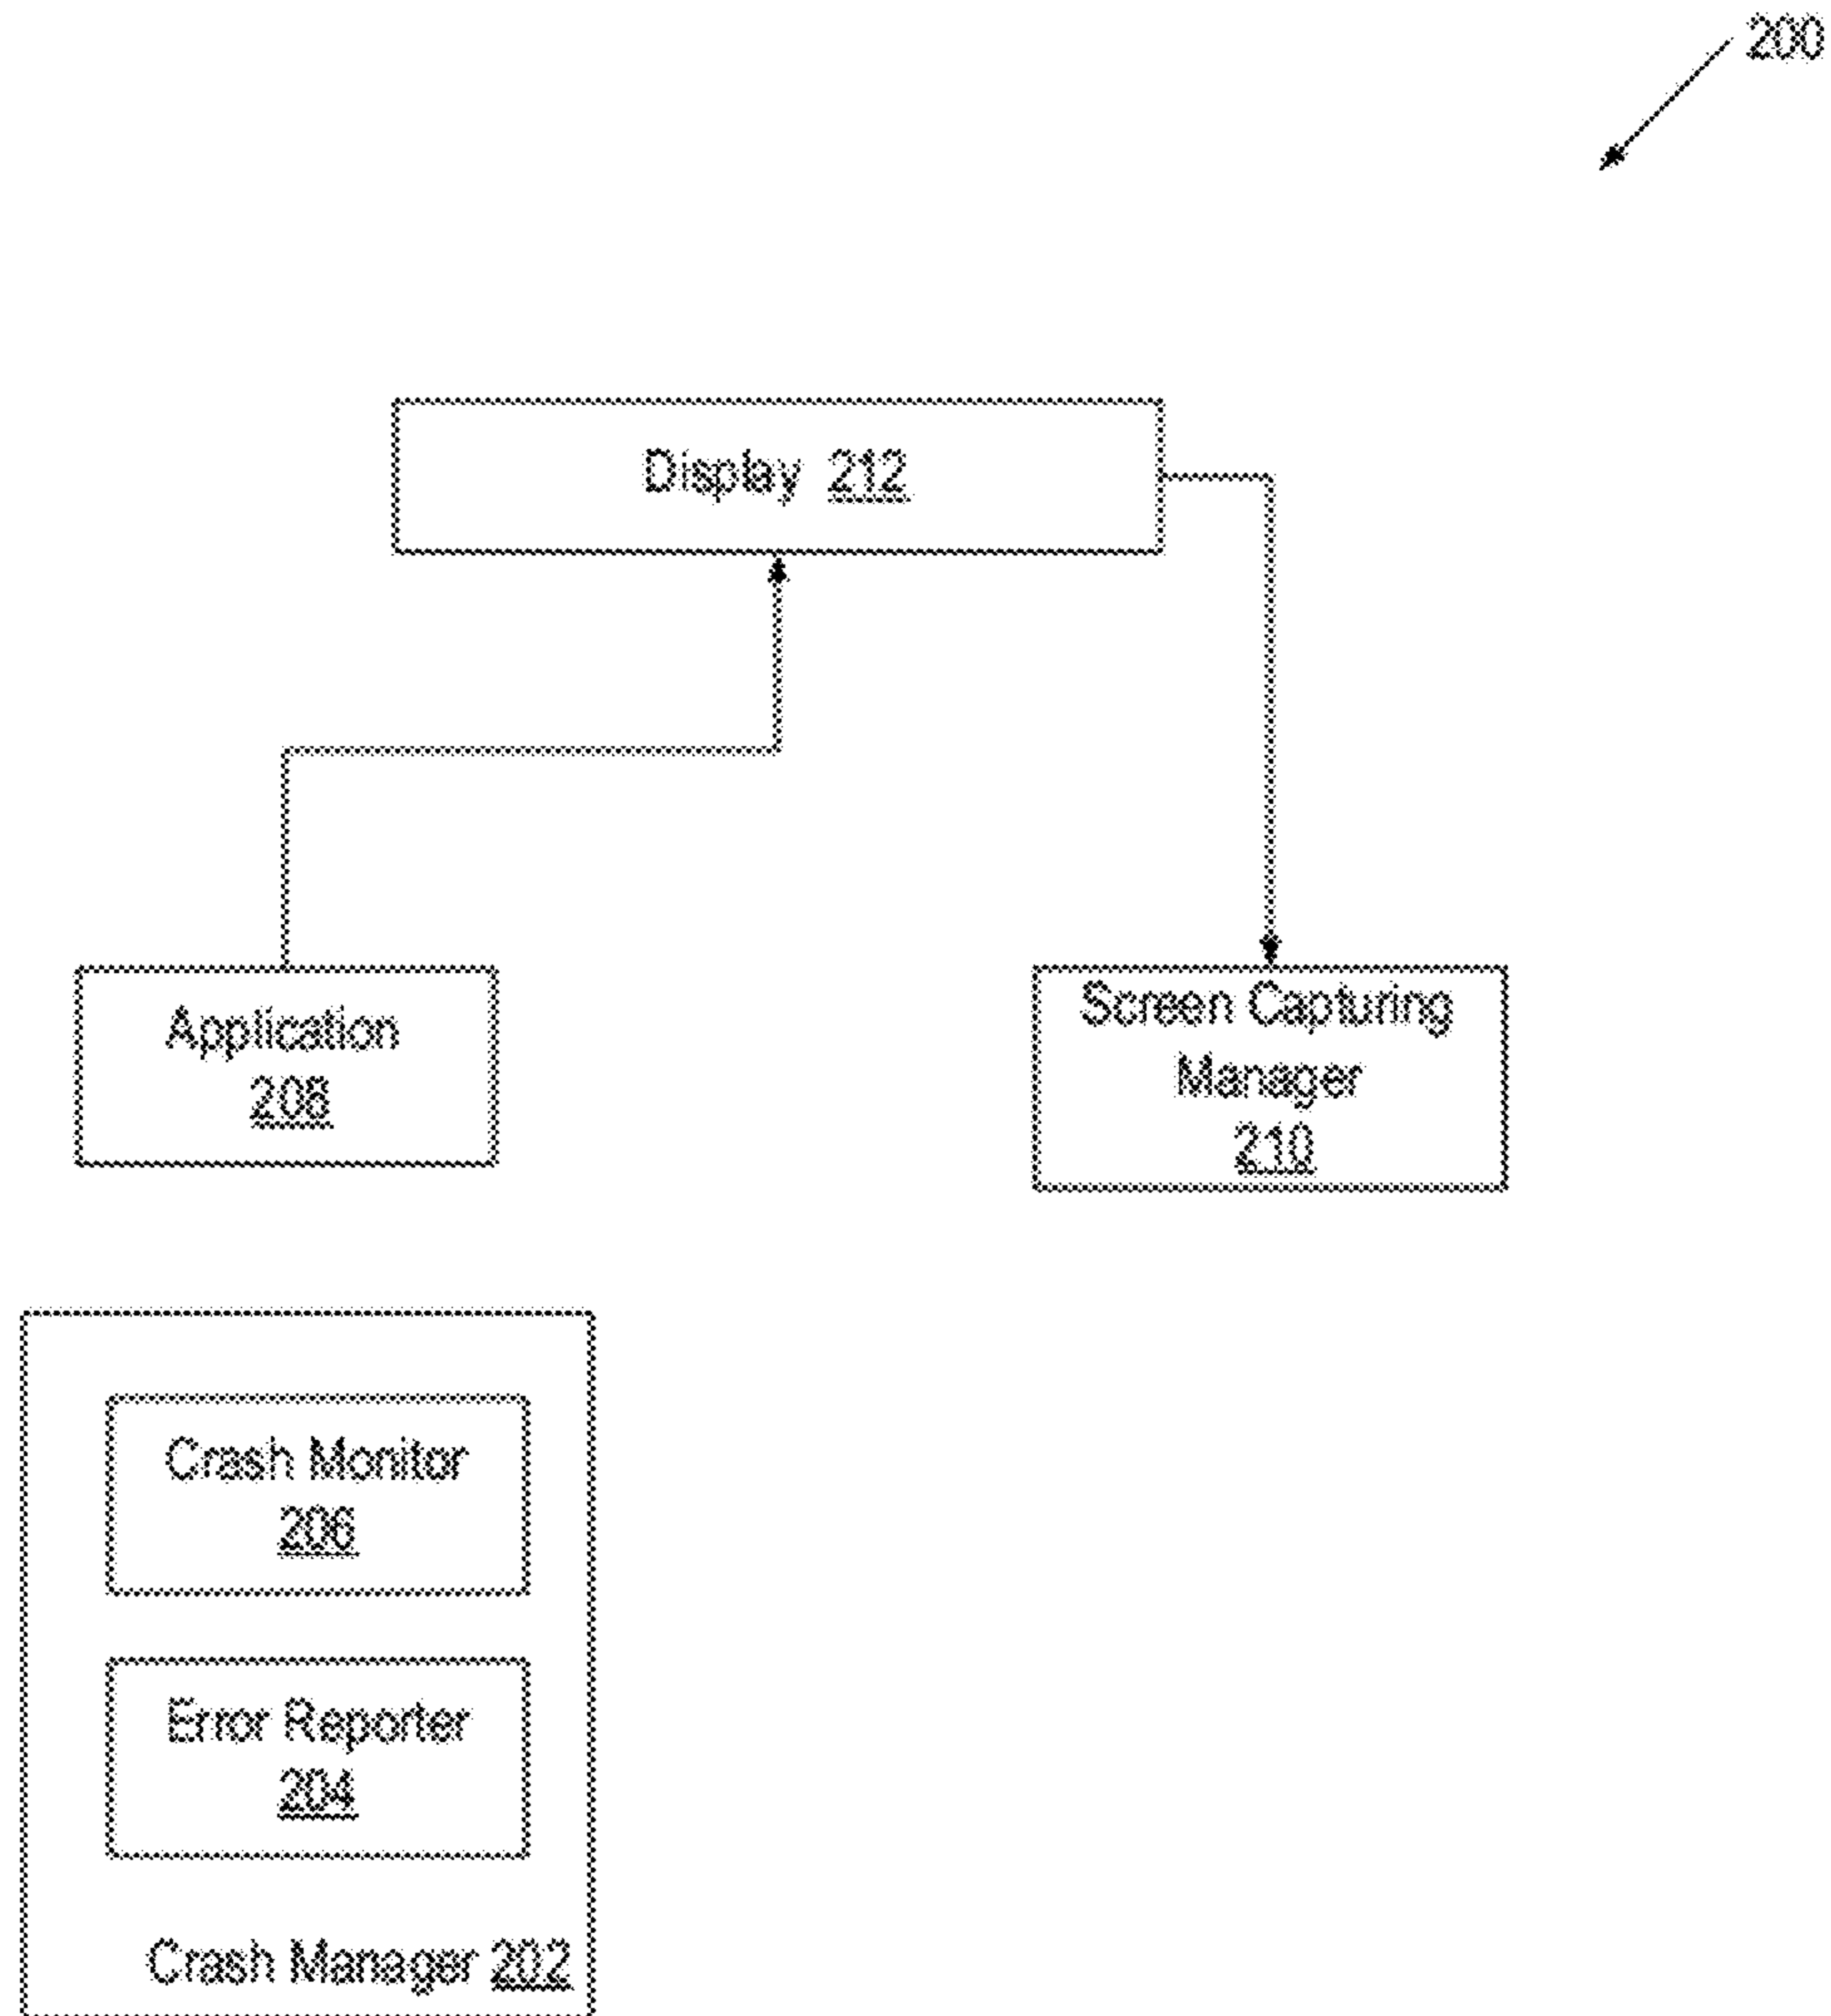 200
Display 212
Application
208
Screen Capturing
Manager
210
Crash Monitor
206
Error Reporter
204
Crash Manager 202